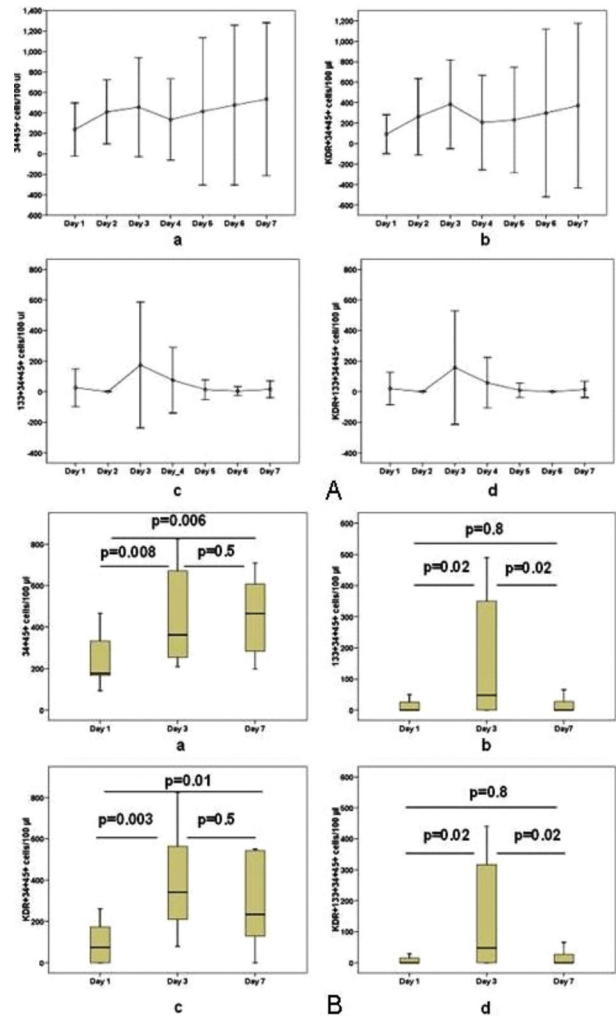 34+45+ cells/100 ul
1,400
1,200
1,000
800
600
400
200
0
-200
-400
-600
Day 1 Day 2 Day 3 Day 4 Day 5 Day 6 Day 7
a
KDR+34+45+ cells/100 µl
1,400
1,200
1,000
800
600
400
200
0
-200
-400
-600
Day 1 Day 2 Day 3 Day 4 Day 5 Day 6 Day 7
b
133+34+45+ cells/100 ul
800
600
400
200
0
-200
-400
Day 1 Day 2 Day 3 Day_4 Day 5 Day 6 Day 7
c
KDR+133+34+45+ cells/100 ul
800
600
400
200
0
-200
-400
Day 1 Day 2 Day 3 Day 4 Day 5 Day 6 Day 7
d
A
p=0.006
p=0.008 p=0.5
34+45+ cells/100 µl
800
600
400
200
0
Day 1 Day 3 Day 7
a
p=0.8
p=0.02 p=0.02
133+34+45+ cells/100 µl
600
500
400
300
200
100
0
Day 1 Day 3 Day7
b
p=0.01
p=0.003 p=0.5
KDR+34+45+ cells/100 µl
800
600
400
200
0
Day 1 Day 3 Day 7
c
p=0.8
p=0.02 p=0.02
KDR+133+34+45+ cells/100 µl
600
500
400
300
200
100
0
Day 1 Day 3 Day 7
d
B